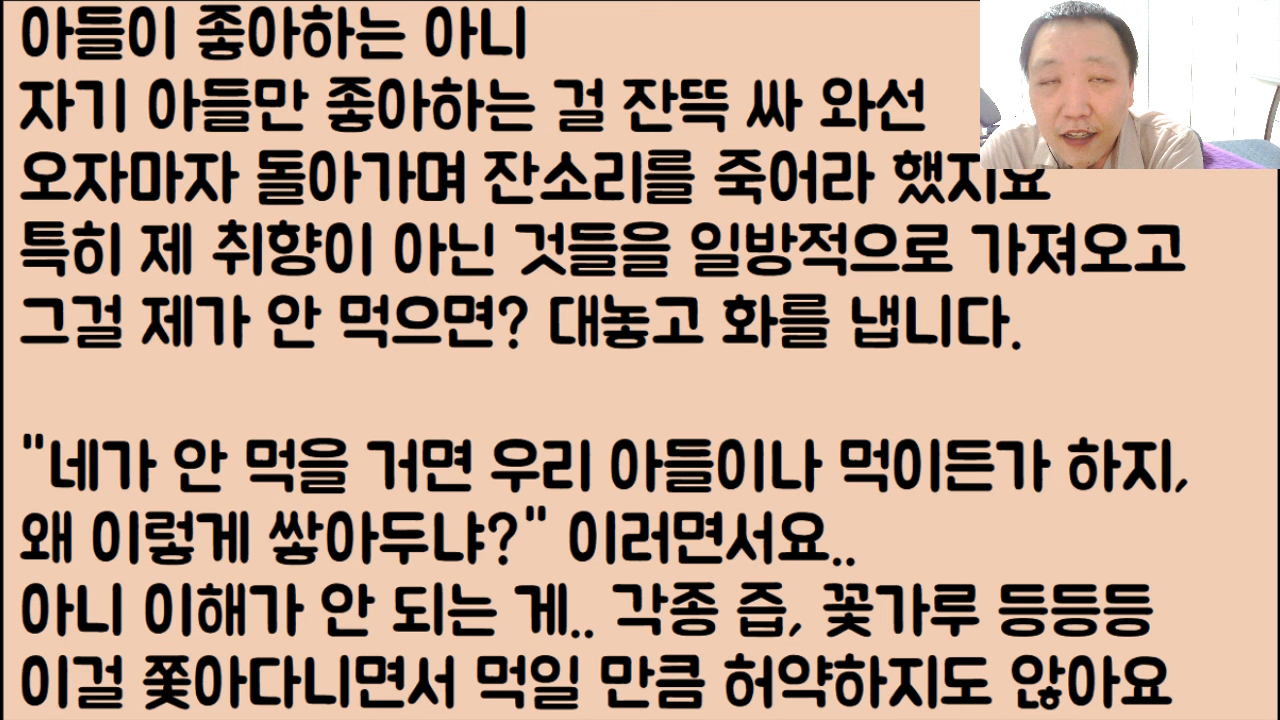 아들이 좋아하는 아니
자기 아들만 좋아하는 걸 잔뜩 싸 와선
오자마자 돌아가며 잔소리를 죽어라 했지요
특히 제 취향이 아닌 것들을 일방적으로 가져오고
그걸 제가 안 먹으면? 대놓고 화를 냅니다.
"네가 안 먹을 거면 우리 아들이나 먹이든가 하지,
왜 이렇게 쌓아두냐?" 이러면서요..
아니 이해가 안 되는 게.. 각종 즙, 꽃가루 등등등
이걸 쫓아다니면서 먹일 만큼 허약하지도 않아요